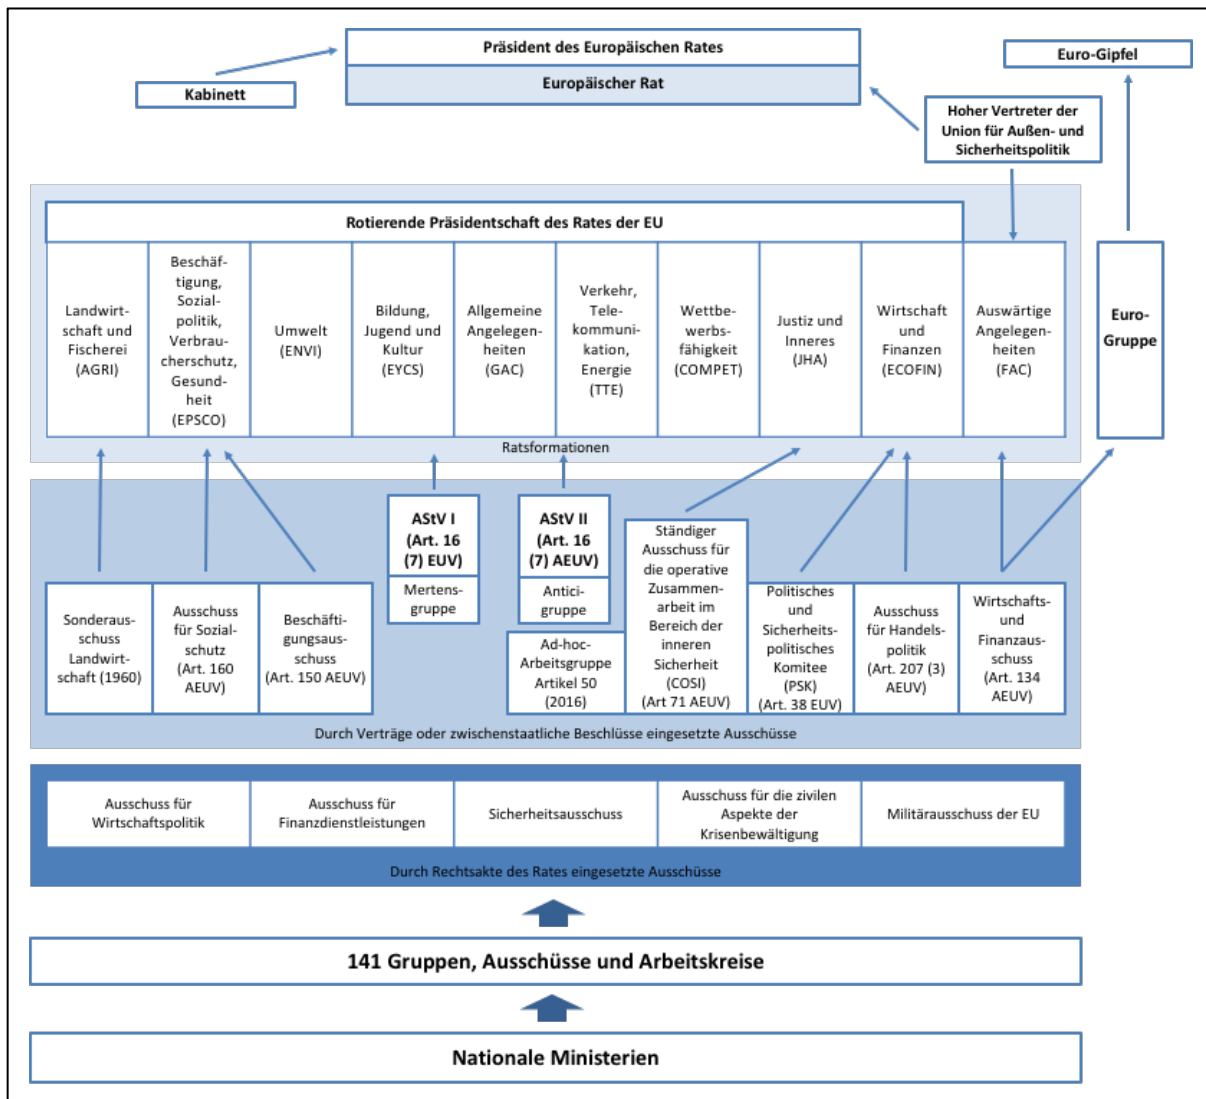 Präsident des Europäischen Rates
Europäischer Rat
Kabinett
Euro-Gipfel
Hoher Vertreter der
Union für Außen- und
Sicherheitspolitik
Rotierende Präsidentschaft des Rates der EU
Landwirt-
schaft und
Fischerei
(AGRI)
Beschäf-
tigung,
Sozial-
politik,
Verbrau-
cherschutz,
Gesund-
heit
(EPSCO)
Umwelt
(ENVI)
Bildung,
Jugend und
Kultur
(EYCS)
Allgemeine
Angelegen-
heiten
(GAC)
Verkehr,
Tele-
kommuni-
kation,
Energie
(TTE)
Wettbe-
werbs-
fähigkeit
(COMPET)
Justiz und
Inneres
(JHA)
Wirtschaft
und
Finanzen
(ECOFIN)
Auswärtige
Angelegen-
heiten
(FAC)
Euro-
Gruppe
Ratsformationen
Sonderaus-
schuss
Landwirt-
schaft (1960)
Ausschuss
für Sozial-
schutz
(Art. 160
AEUV)
Beschäfti-
gungsaus-
schuss
(Art. 150 AEUV)
AStV I
(Art. 16
(7) EUV)
Mertens-
gruppe
AStV II
(Art. 16
(7) AEUV)
Antici-
gruppe
Ad-hoc-
Arbeitsgruppe
Artikel 50
(2016)
Ständiger
Ausschuss für
die operative
Zusammen-
arbeit im
Bereich der
inneren
Sicherheit
(COSI)
(Art 71 AEUV)
Politisches
und
Sicherheits-
politisches
Komitee
(PSK)
(Art. 38 EUV)
Ausschuss
für Handels-
politik
(Art. 207 (3)
AEUV)
Wirtschafts-
und
Finanzaus-
schuss
(Art. 134
AEUV)
Durch Verträge oder zwischenstaatliche Beschlüsse eingesetzte Ausschüsse
Ausschuss für
Wirtschaftspolitik
Ausschuss für
Finanzdienstleistungen
Sicherheitsausschuss
Ausschuss für die zivilen
Aspekte der
Krisenbewältigung
Militärausschuss der EU
Durch Rechtsakte des Rates eingesetzte Ausschüsse
141 Gruppen, Ausschüsse und Arbeitskreise
Nationale Ministerien